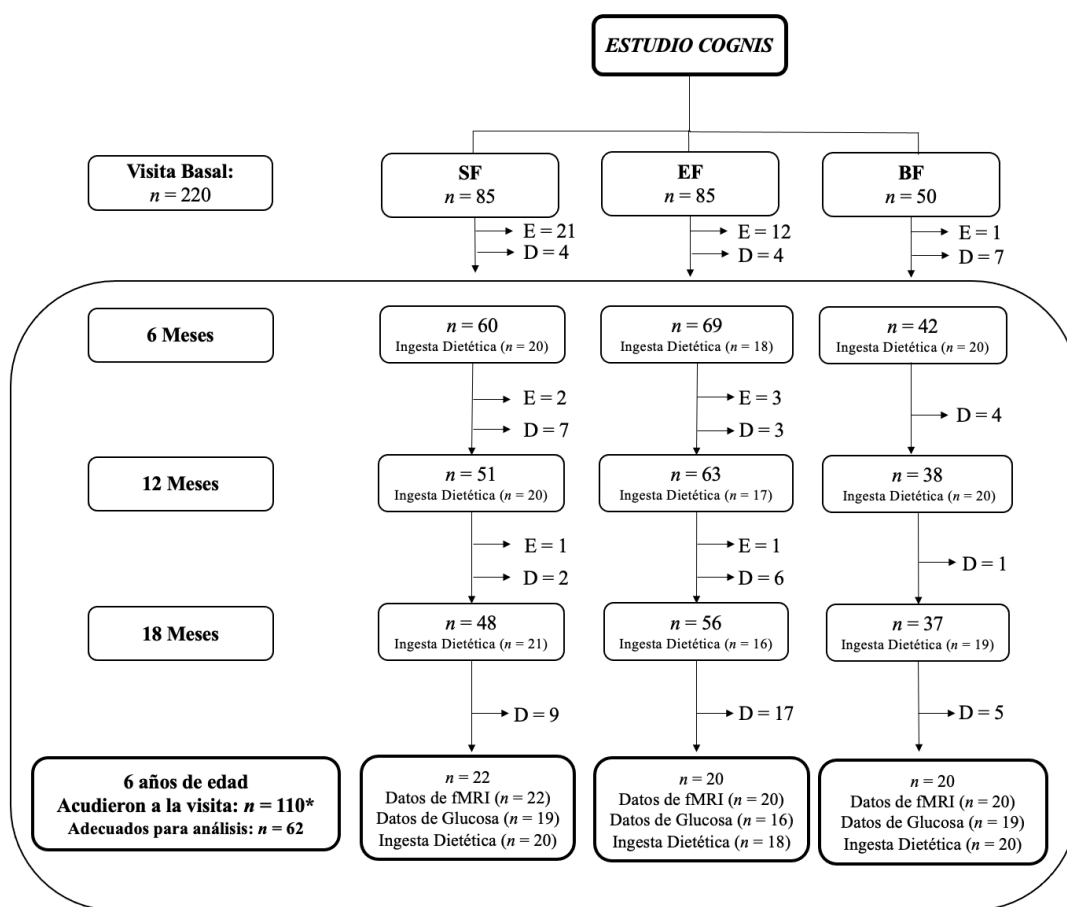 ESTUDIO COGNIS
Visita Basal:
n = 220
SF
n = 85
EF
n = 85
BF
n = 50
E = 21
D = 4
E = 12
D = 4
E = 1
D = 7
6 Meses
n = 60
Ingesta Dietética (n = 20)
n = 69
Ingesta Dietética (n = 18)
n = 42
Ingesta Dietética (n = 20)
E = 2
D = 7
E = 3
D = 3
D = 4
12 Meses
n = 51
Ingesta Dietética (n = 20)
n = 63
Ingesta Dietética (n = 17)
n = 38
Ingesta Dietética (n = 20)
E = 1
D = 2
E = 1
D = 6
D = 1
18 Meses
n = 48
Ingesta Dietética (n = 21)
n = 56
Ingesta Dietética (n = 16)
n = 37
Ingesta Dietética (n = 19)
D = 9
D = 17
D = 5
6 años de edad
Acudieron a la visita: n = 110*
Adecuados para análisis: n = 62
n = 22
Datos de fMRI (n = 22)
Datos de Glucosa (n = 19)
Ingesta Dietética (n = 20)
n = 20
Datos de fMRI (n = 20)
Datos de Glucosa (n = 16)
Ingesta Dietética (n = 18)
n = 20
Datos de fMRI (n = 20)
Datos de Glucosa (n = 19)
Ingesta Dietética (n = 20)